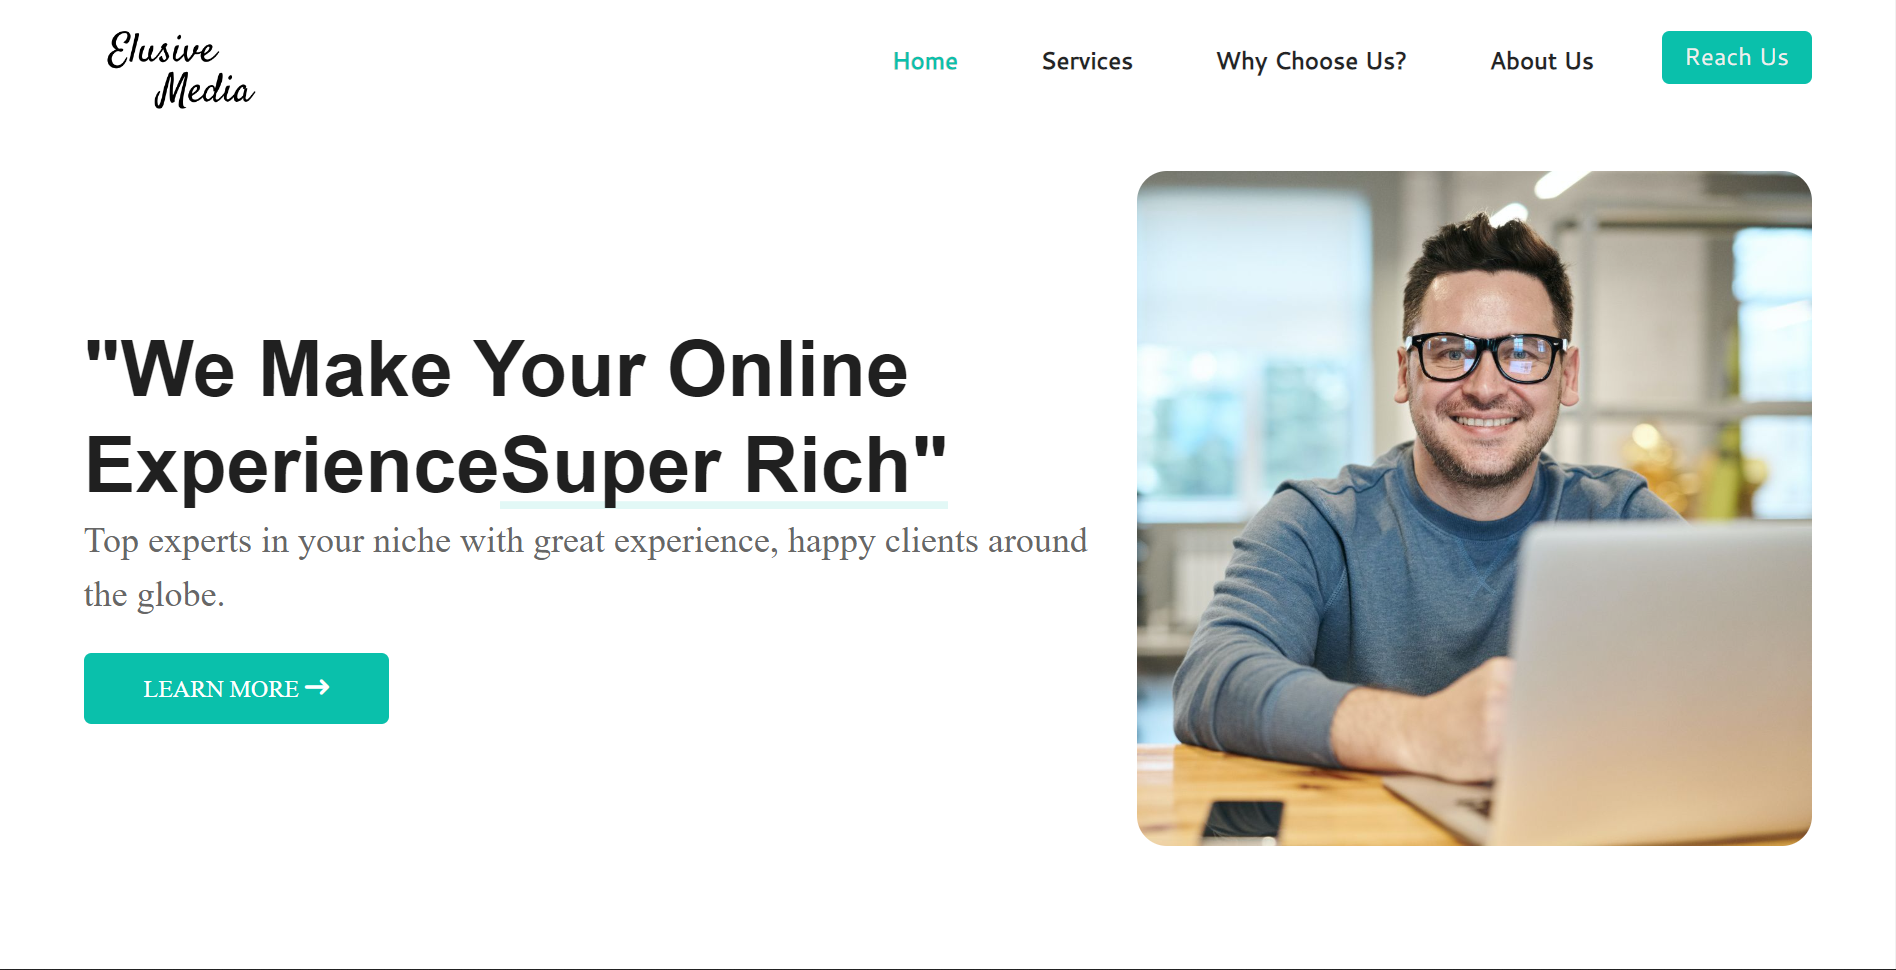 Elusive
Media
Home Services Why Choose Us? About Us Reach Us
"We Make Your Online
ExperienceSuper Rich"
Top experts in your niche with great experience, happy clients around
the globe.
LEARN MORE →